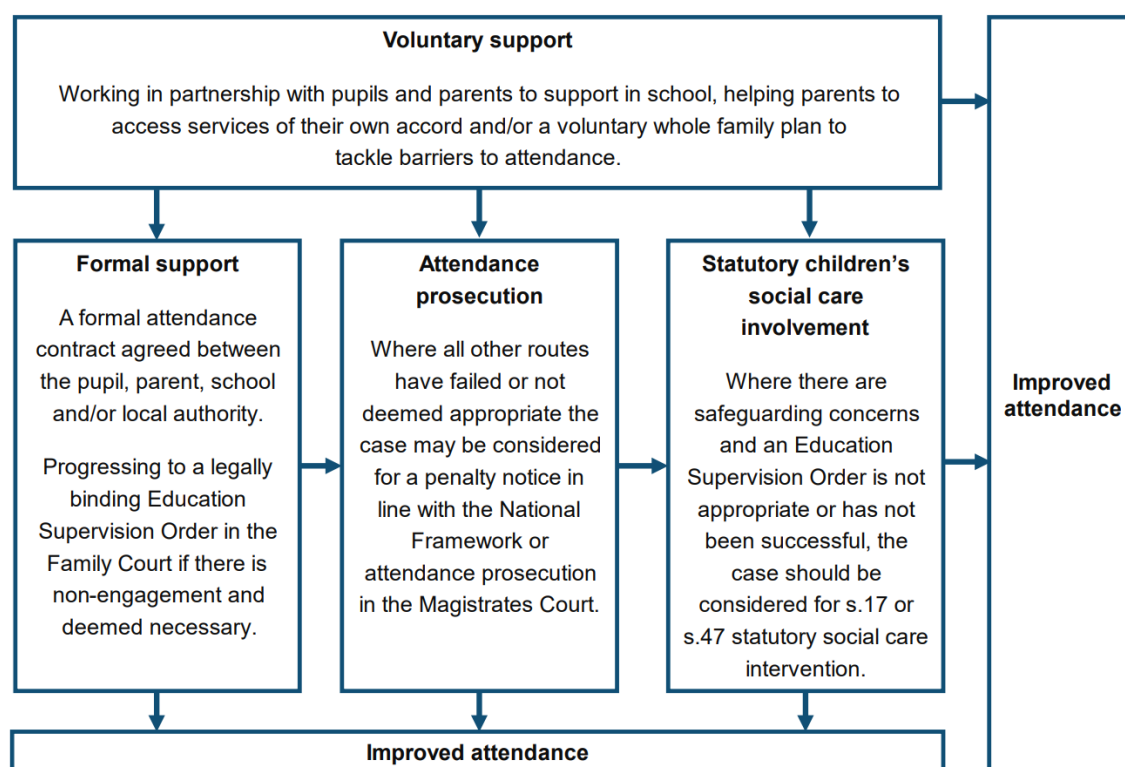 Voluntary support
Working in partnership with pupils and parents to support in school, helping parents to
access services of their own accord and/or a voluntary whole family plan to
tackle barriers to attendance.
Formal support
A formal attendance
contract agreed between
the pupil, parent, school
and/or local authority.
Progressing to a legally
binding Education
Supervision Order in the
Family Court if there is
non-engagement and
deemed necessary.
Attendance
prosecution
Where all other routes
have failed or not
deemed appropriate the
case may be considered
for a penalty notice in
line with the National
Framework or
attendance prosecution
in the Magistrates Court.
Statutory children’s
social care
involvement
Where there are
safeguarding concerns
and an Education
Supervision Order is not
appropriate or has not
been successful, the
case should be
considered for s.17 or
s.47 statutory social care
intervention.
Improved
attendance
Improved attendance